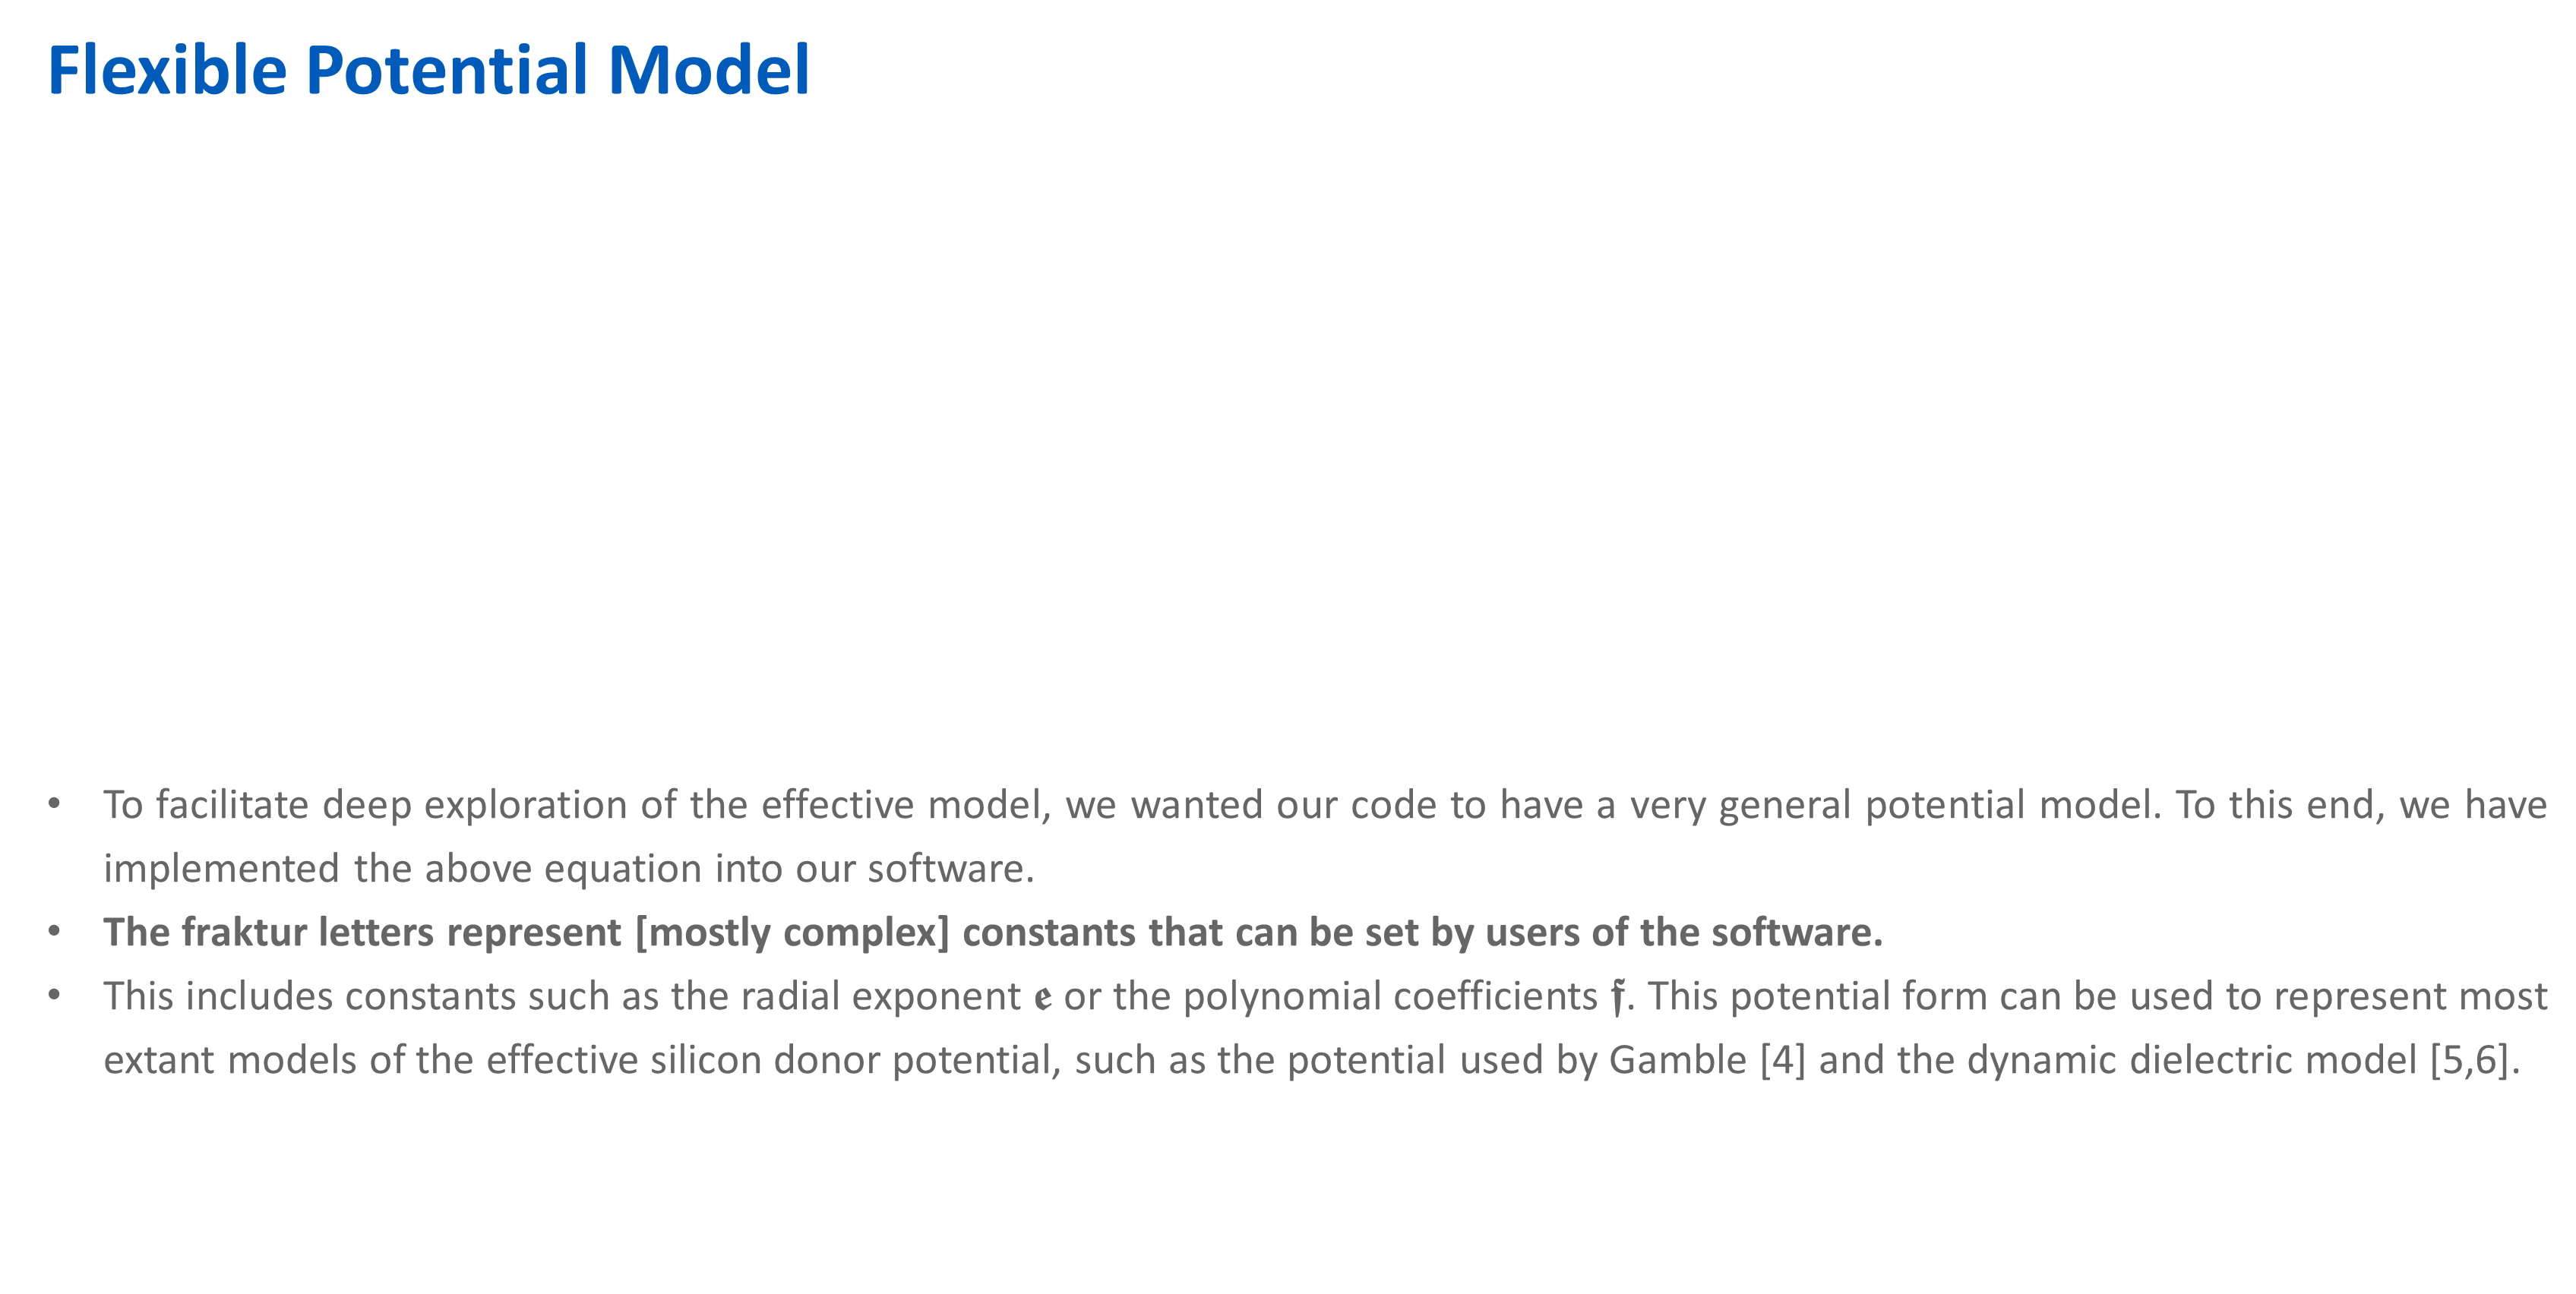 Flexible Potential Model
• To facilitate deep exploration of the effective model, we wanted our code to have a very general potential model. To this end, we have
implemented the above equation into our software.
• The fraktur letters represent [mostly complex] constants that can be set by users of the software.
• This includes constants such as the radial exponent 𝖊 or the polynomial coefficients 𝖋. This potential form can be used to represent most
extant models of the effective silicon donor potential, such as the potential used by Gamble [4] and the dynamic dielectric model [5,6].